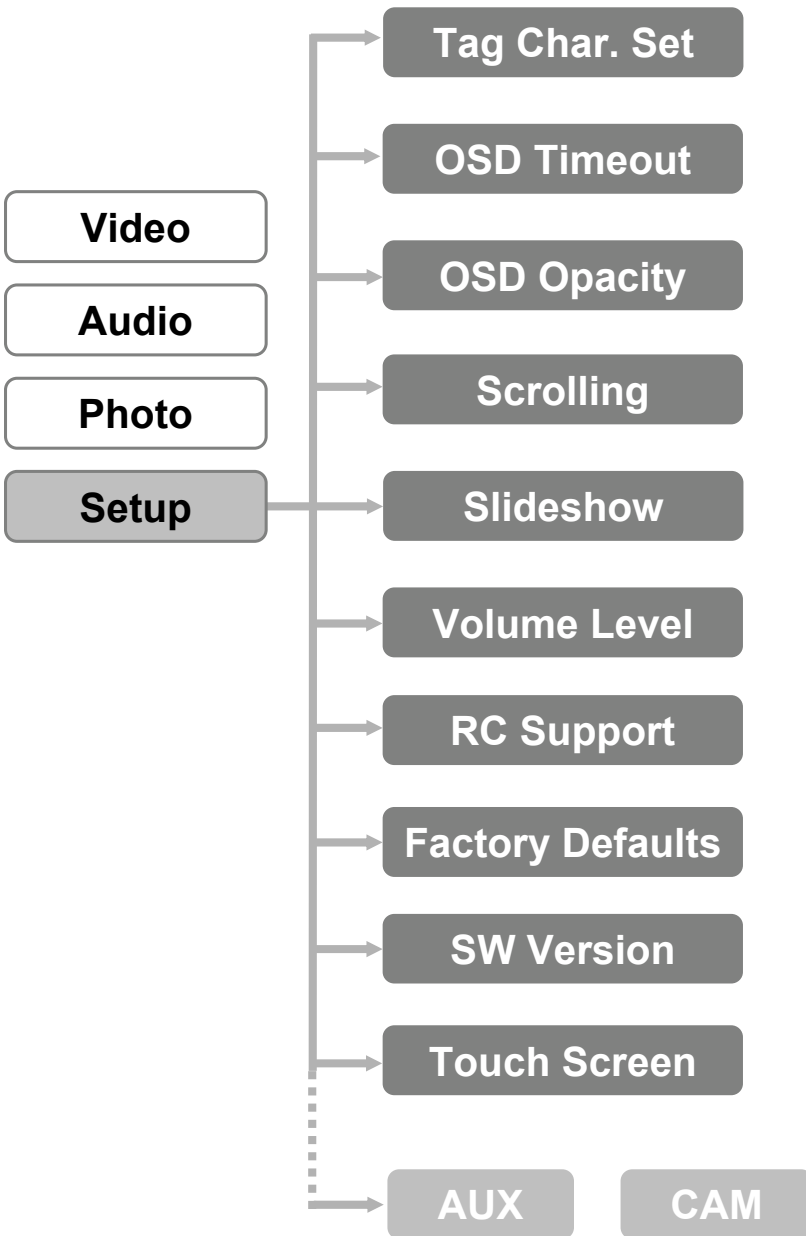 Video
Audio
Photo
Setup
Tag Char. Set
OSD Timeout
OSD Opacity
Scrolling
Slideshow
Volume Level
RC Support
Factory Defaults
SW Version
Touch Screen
AUX
CAM